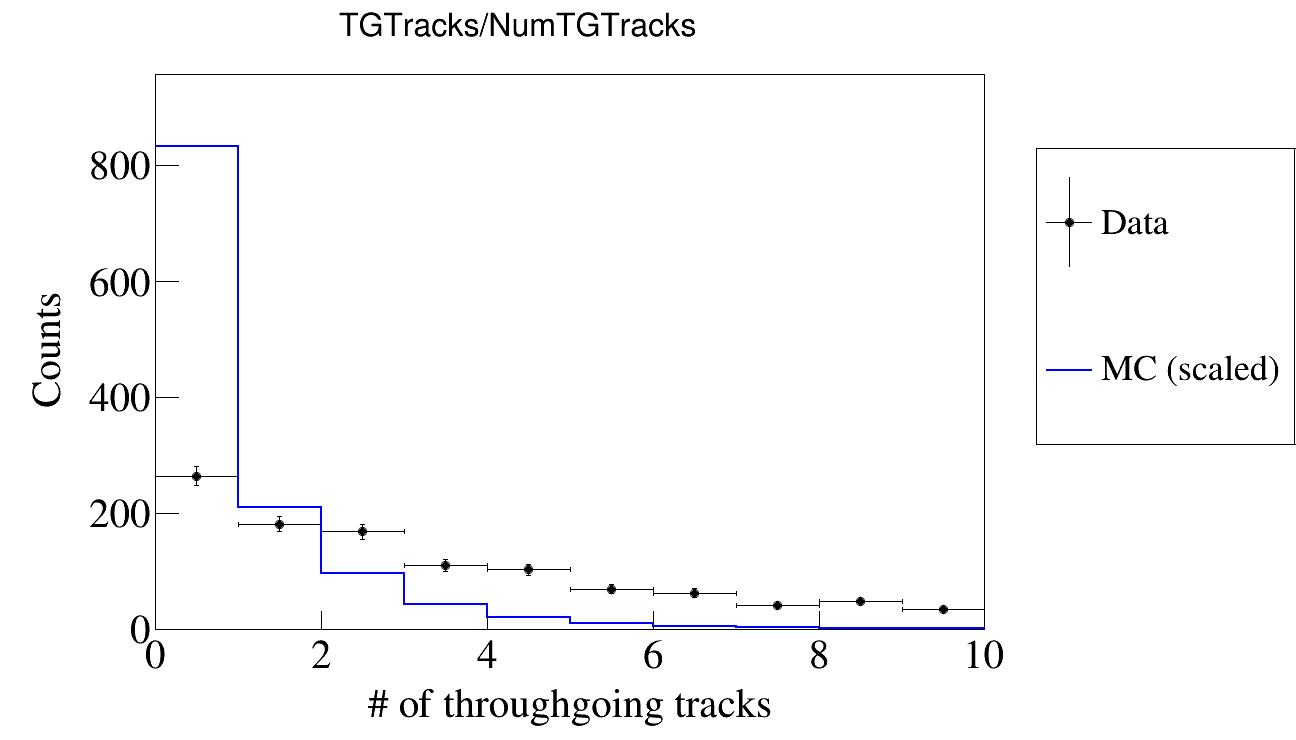 TGTracks/NumTGTracks
800
600
400
200
0
0 2 4 6 8 10
Counts
# of throughgoing tracks
Data
MC (scaled)